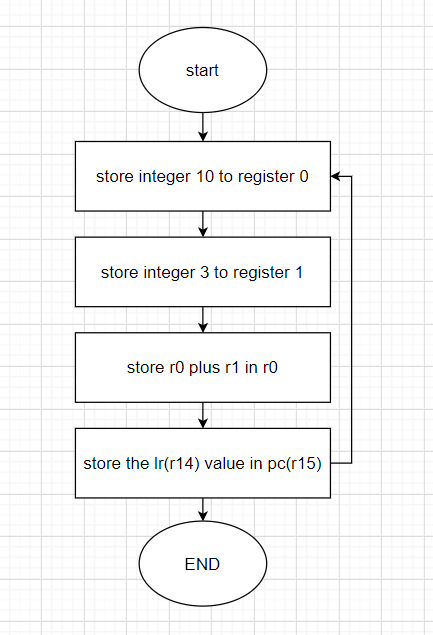 start
store integer 10 to register 0
store integer 3 to register 1
store r0 plus r1 in r0
store the lr(r14) value in pc(r15)
END